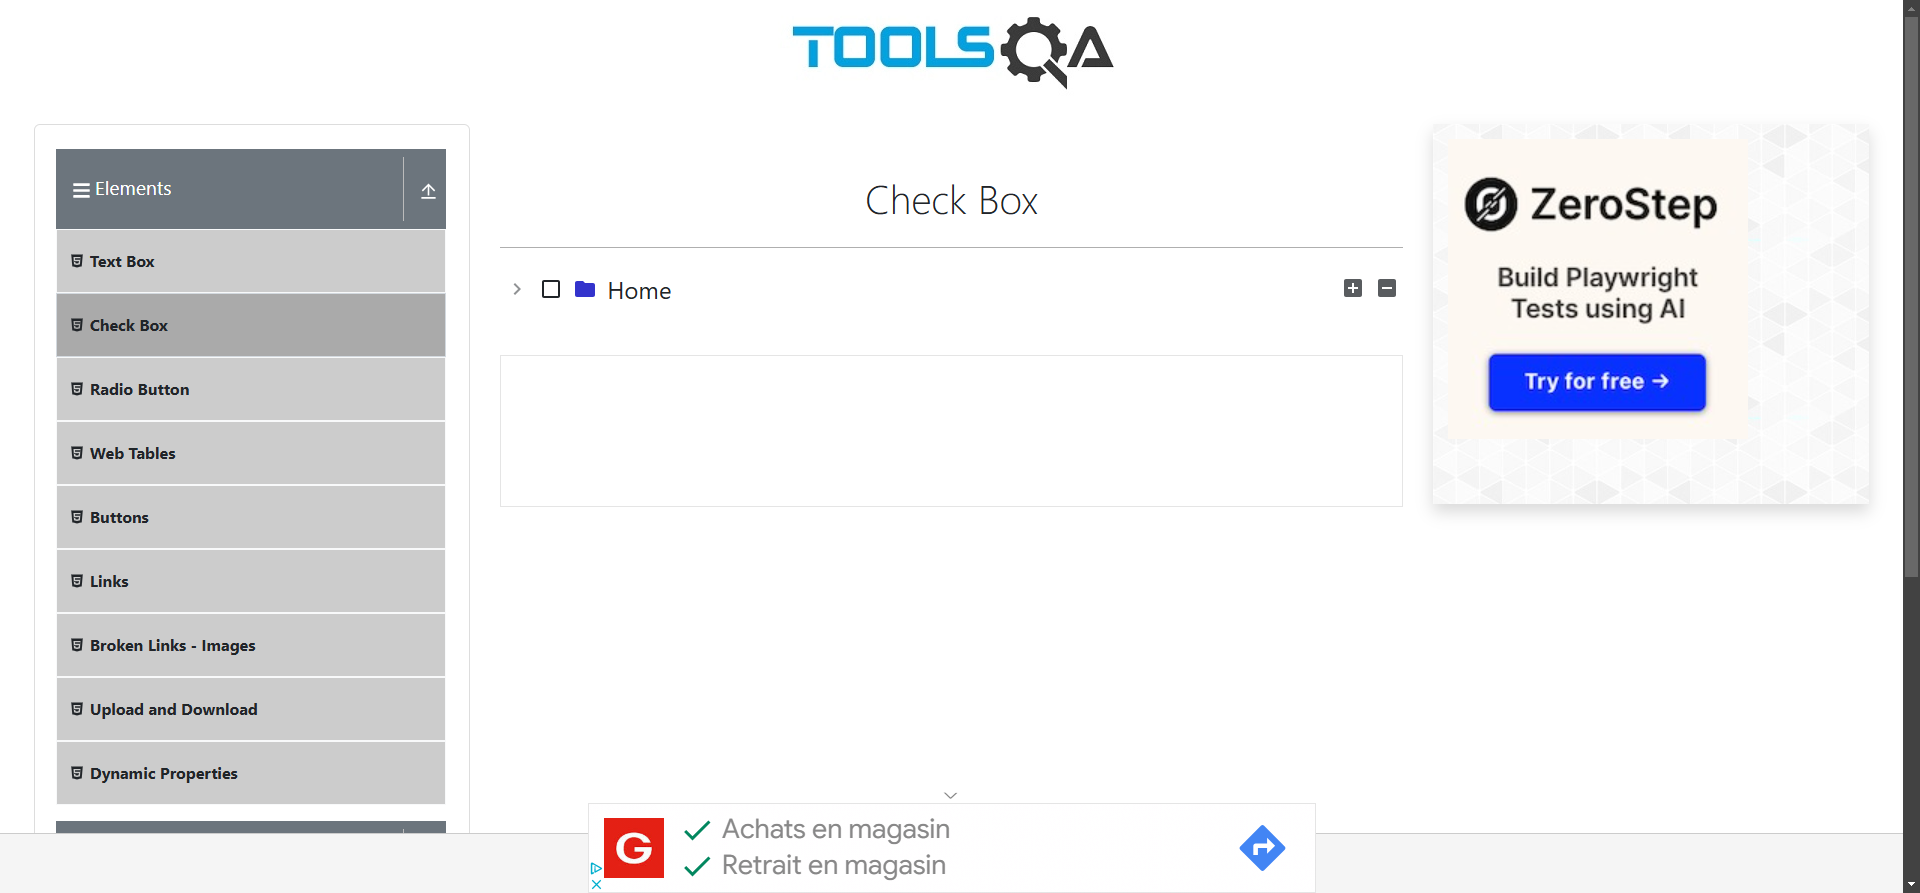 TOOLSQA
Elements
Text Box
Check Box
Radio Button
Web Tables
Buttons
Links
Broken Links - Images
Upload and Download
Dynamic Properties
Check Box
Home
ZeroStep
Build Playwright
Tests using AI
Try for free →
G
Achats en magasin
Retrait en magasin